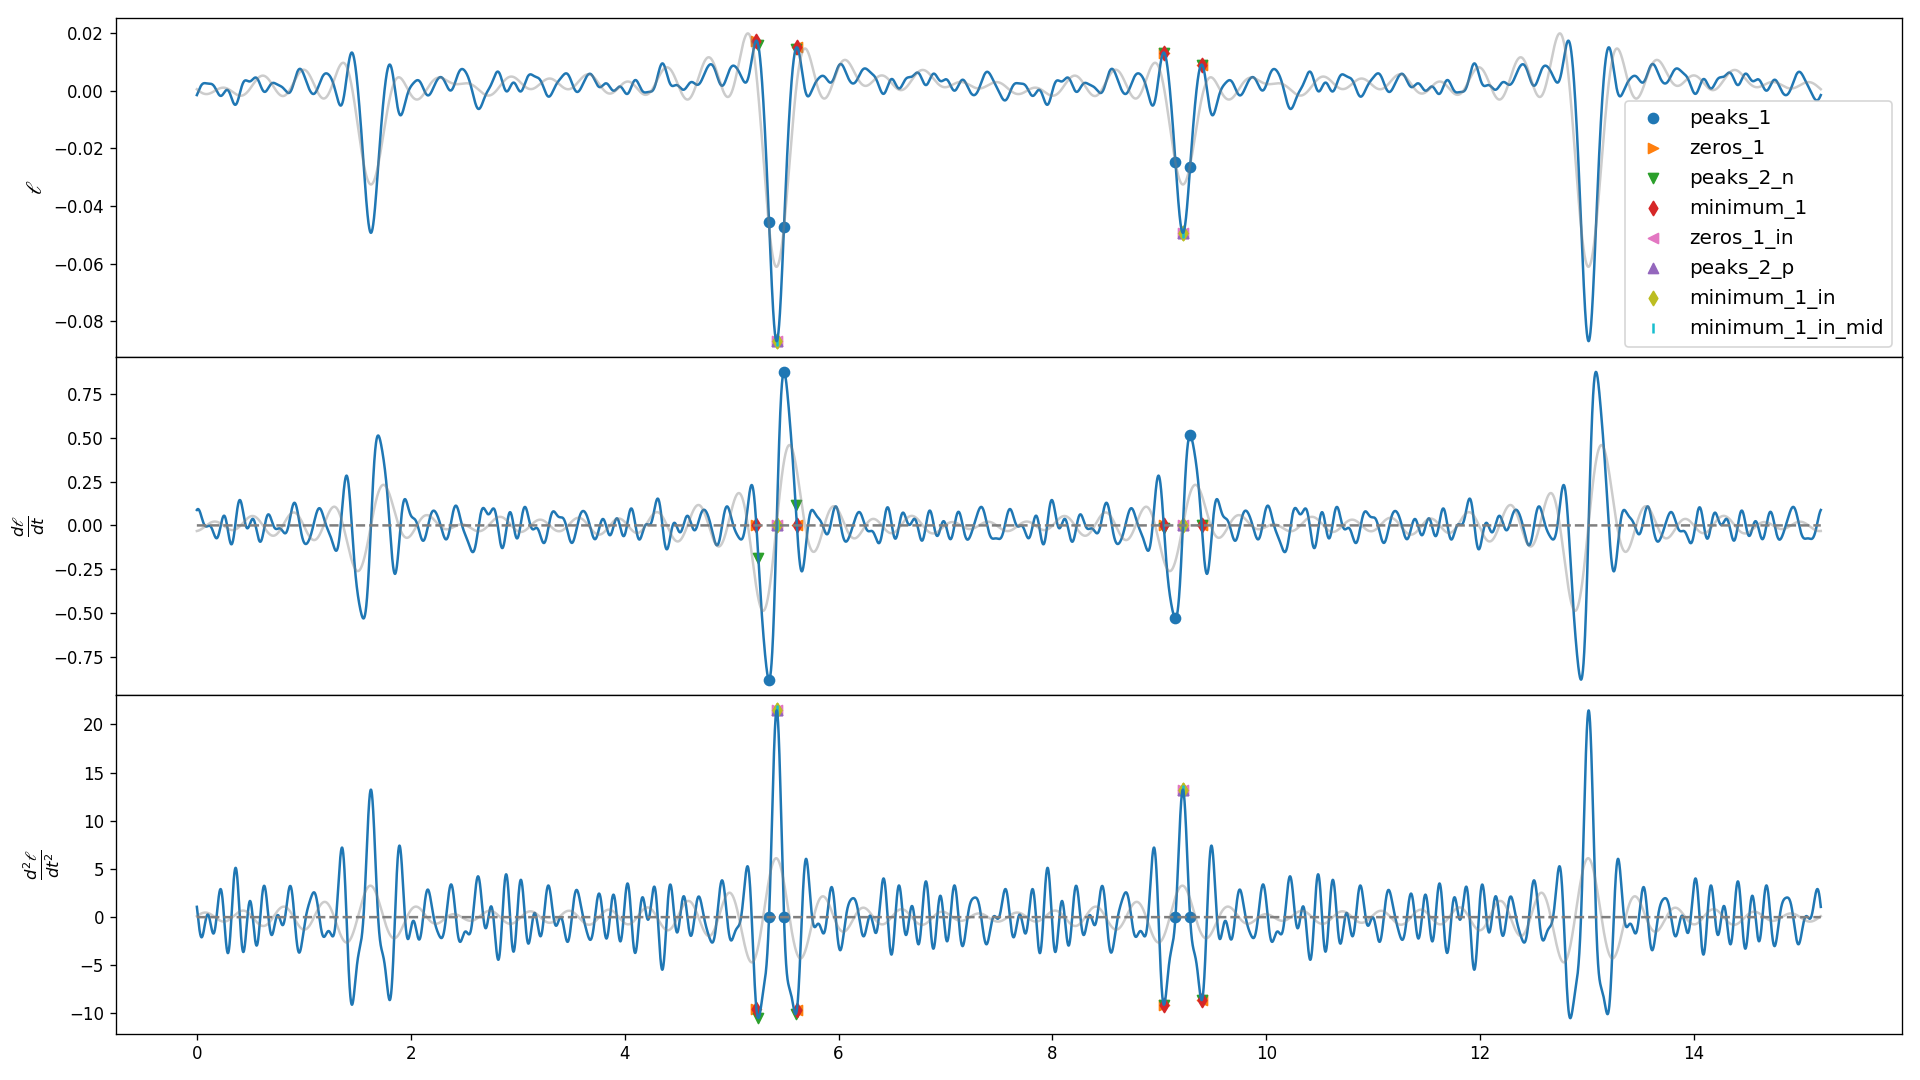 0.02
0.00
−0.02
−0.04
−0.06
−0.08
ℓ
peaks_1
zeros_1
peaks_2_n
minimum_1
zeros_1_in
peaks_2_p
minimum_1_in
minimum_1_in_mid
0.75
0.50
0.25
0.00
−0.25
−0.50
−0.75
dℓ
dt
20
15
10
5
0
−5
−10
d²ℓ
dt²
0 2 4 6 8 10 12 14